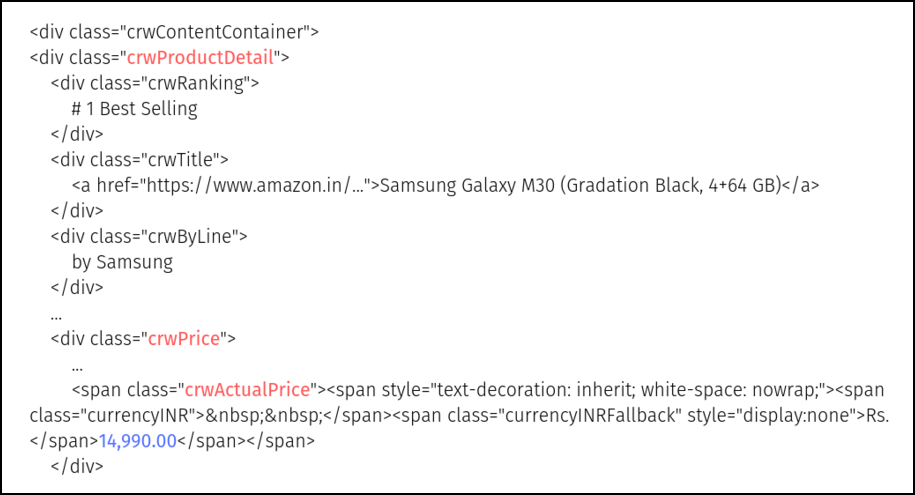 <div class="crwContentContainer">
<div class="crwProductDetail">
<div class="crwRanking">
# 1 Best Selling
</div>
<div class="crwTitle">
<a href="https://www.amazon.in/...">Samsung Galaxy M30 (Gradation Black, 4+64 GB)</a>
</div>
<div class="crwByLine">
by Samsung
</div>
...
<div class="crwPrice">
...
<span class="crwActualPrice"><span style="text-decoration: inherit; white-space: nowrap;"><span
class="currencyINR">&nbsp;&nbsp;</span><span class="currencyINRFallback" style="display:none">Rs.
</span>14,990.00</span></span>
</div>